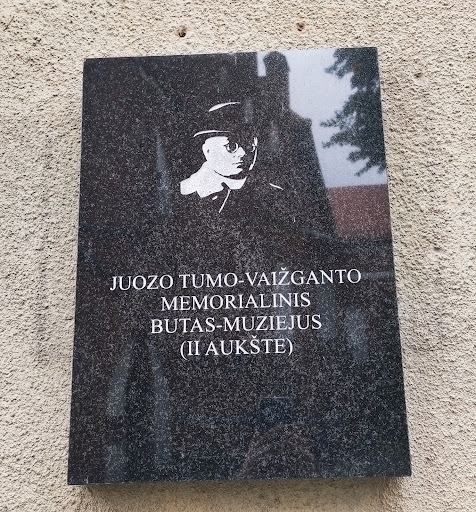 JUOZO TUMO-VAIŽGANTO
MEMORIALINIS
BUTAS-MUZIEJUS
(II AUKŠTE)